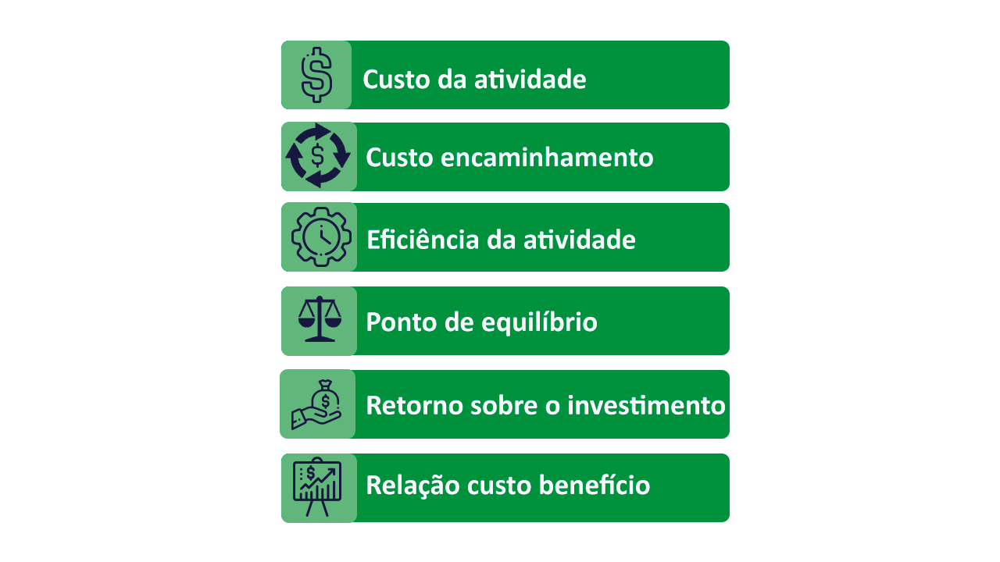 Custo da atividade
Custo encaminhamento
Eficiência da atividade
Ponto de equilíbrio
Retorno sobre o investimento
Relação custo benefício